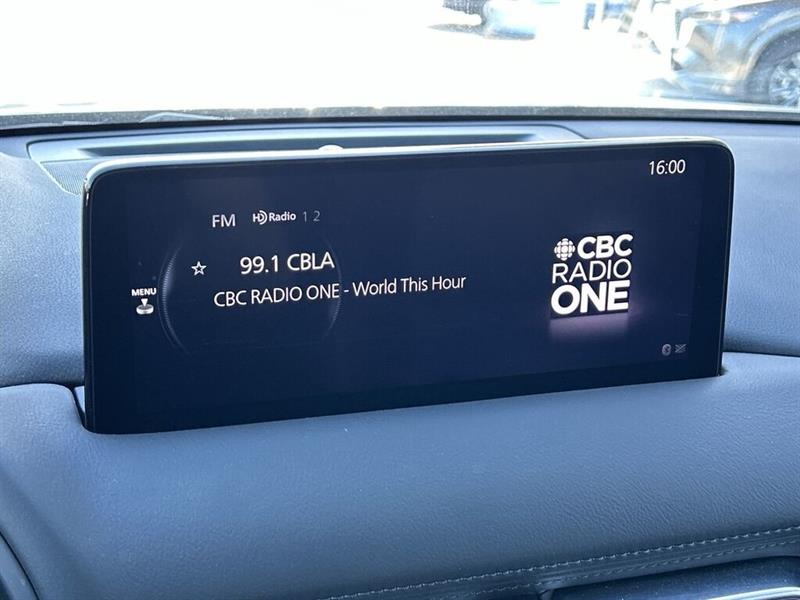 16:00
FM HD Radio 1 2
99.1 CBLA
CBC RADIO ONE - World This Hour
MENU
CBC
RADIO
ONE